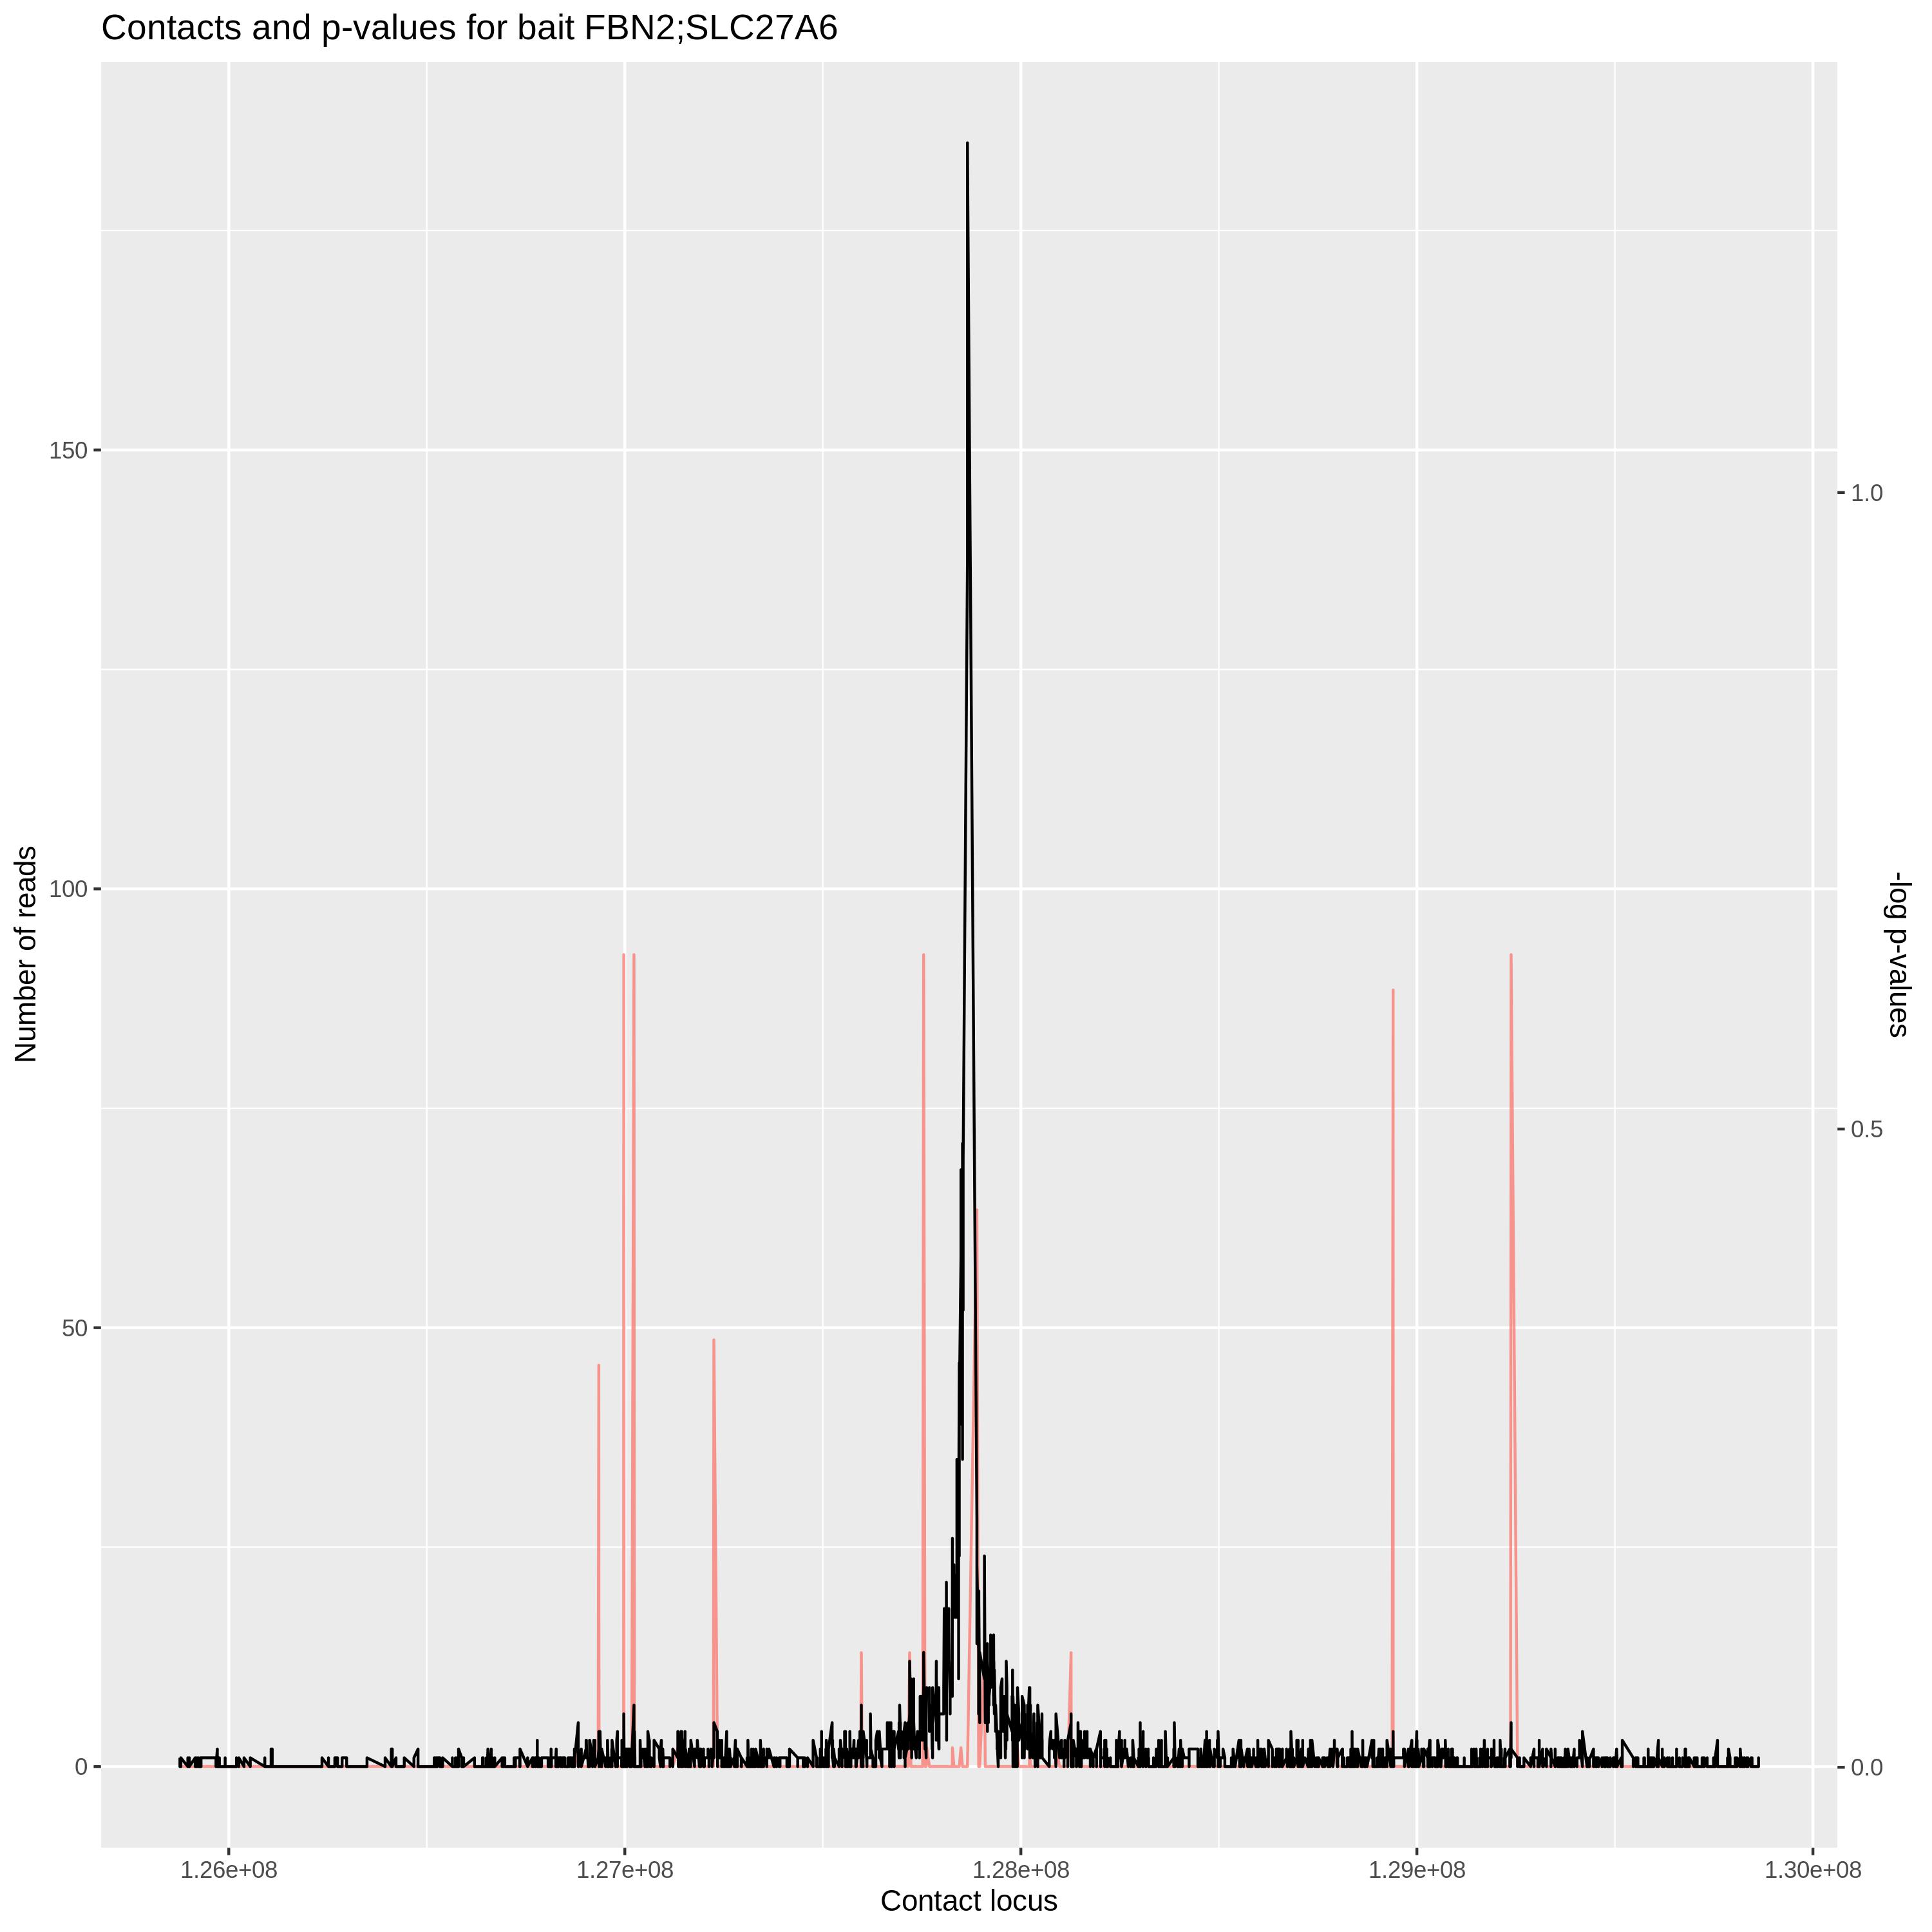 Contacts and p-values for bait FBN2;SLC27A6
150
100
50
0
Number of reads
1.0
0.5
0.0
-log p-values
1.26e+08
1.27e+08
1.28e+08
1.29e+08
1.30e+08
Contact locus